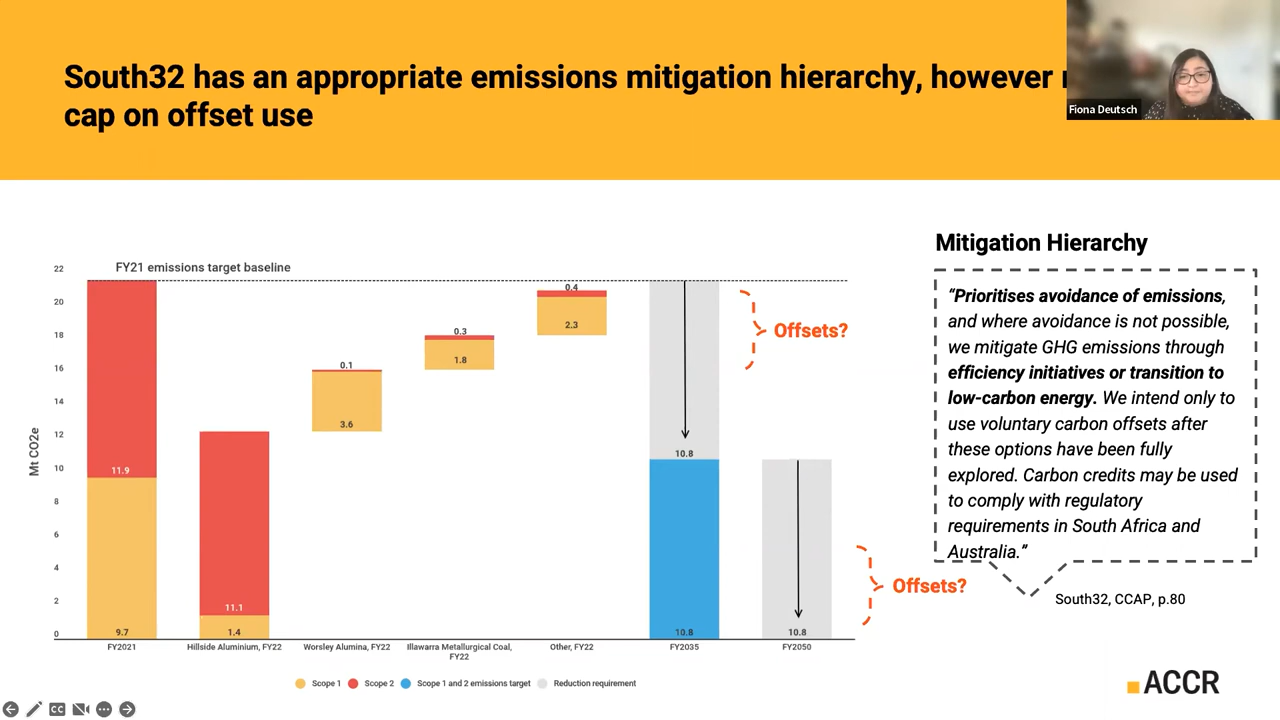 South32 has an appropriate emissions mitigation hierarchy, however
cap on offset use
Fiona Deutsch
Mitigation Hierarchy
“Prioritises avoidance of emissions,
and where avoidance is not possible,
we mitigate GHG emissions through
efficiency initiatives or transition to
low-carbon energy. We intend only to
use voluntary carbon offsets after
these options have been fully
explored. Carbon credits may be used
to comply with regulatory
requirements in South Africa and
Australia.”
South32, CCAP, p.80
FY21 emissions target baseline
Mt CO2e
22
20
18
16
14
12
10
8
6
4
2
0
11.9
9.7
11.1
1.4
0.1
3.6
0.3
1.8
0.4
2.3
10.8
10.8
10.8
Offsets?
Offsets?
FY2021
Hillside Aluminium, FY22
Worsley Alumina, FY22
Illawarra Metallurgical Coal,
FY22
Other, FY22
FY2035
FY2050
Scope 1
Scope 2
Scope 1 and 2 emissions target
Reduction requirement
ACCR
CC